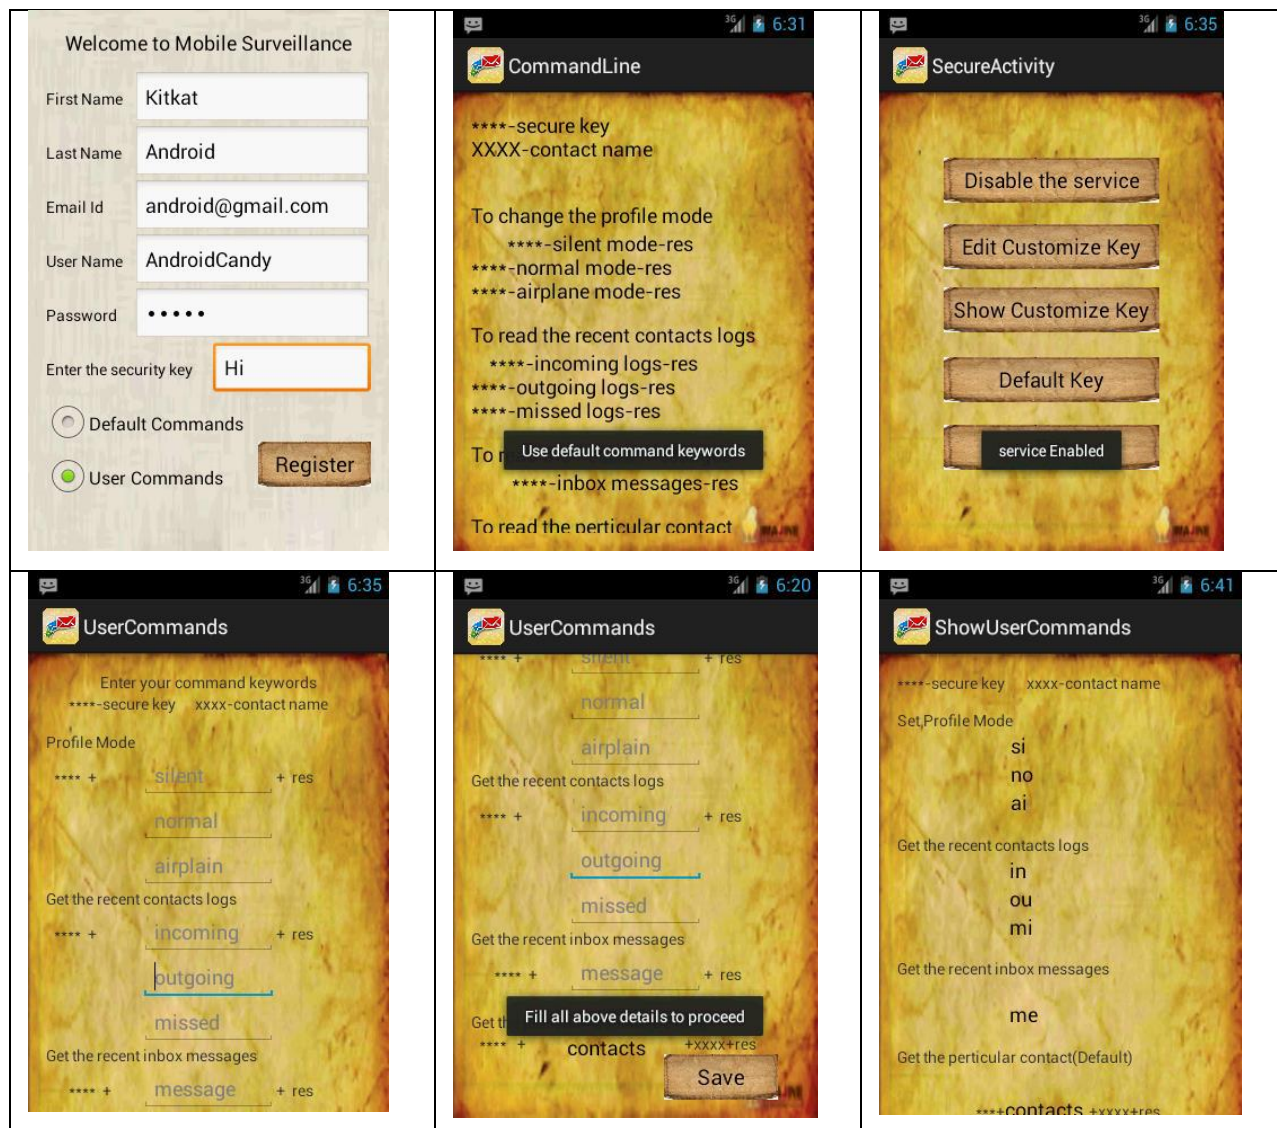 Welcome to Mobile Surveillance
First Name Kitkat
Last Name Android
Email Id android@gmail.com
User Name AndroidCandy
Password •••••
Enter the security key Hi
Default Commands
User Commands
Register
3G 6:31
CommandLine
****-secure key
XXXX-contact name
To change the profile mode
****-silent mode-res
****-normal mode-res
****-airplane mode-res
To read the recent contacts logs
****-incoming logs-res
****-outgoing logs-res
****-missed logs-res
To r
Use default command keywords
****-inbox messages-res
To read the perticular contact
3G 6:35
SecureActivity
Disable the service
Edit Customize Key
Show Customize Key
Default Key
service Enabled
3G 6:35
UserCommands
Enter your command keywords
****-secure key xxxx-contact name
Profile Mode
**** + silent + res
normal
airplain
Get the recent contacts logs
**** + incoming + res
outgoing
missed
Get the recent inbox messages
**** + message + res
3G 6:20
UserCommands
**** + silent + res
normal
airplain
Get the recent contacts logs
**** + incoming + res
outgoing
missed
Get the recent inbox messages
**** + message + res
Get th
Fill all above details to proceed
**** + contacts +xxxx+res
Save
3G 6:41
ShowUserCommands
****-secure key xxxx-contact name
Set,Profile Mode
si
no
ai
Get the recent contacts logs
in
ou
mi
Get the recent inbox messages
me
Get the perticular contact(Default)
***+contacts +xxxx+res